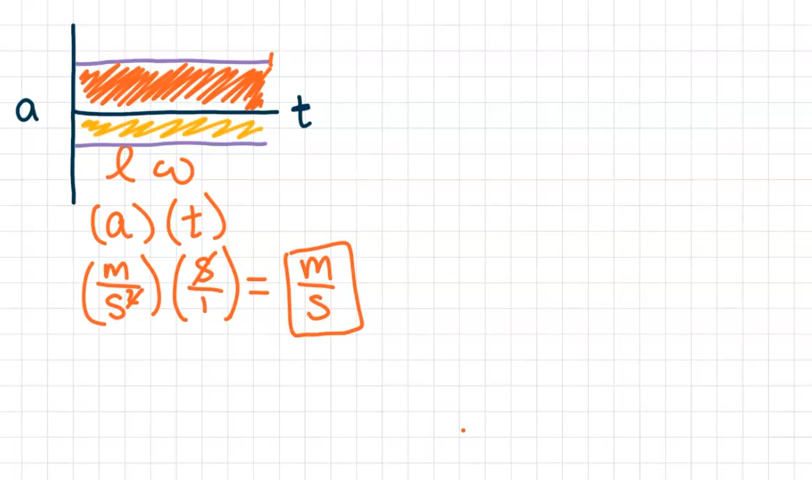 a t
l w
(a)(t)
(m/s²)(s/1) = m/s